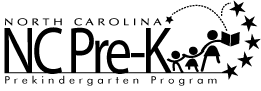 NORTH CAROLINA
NC Pre-K
Prekindergarten Program